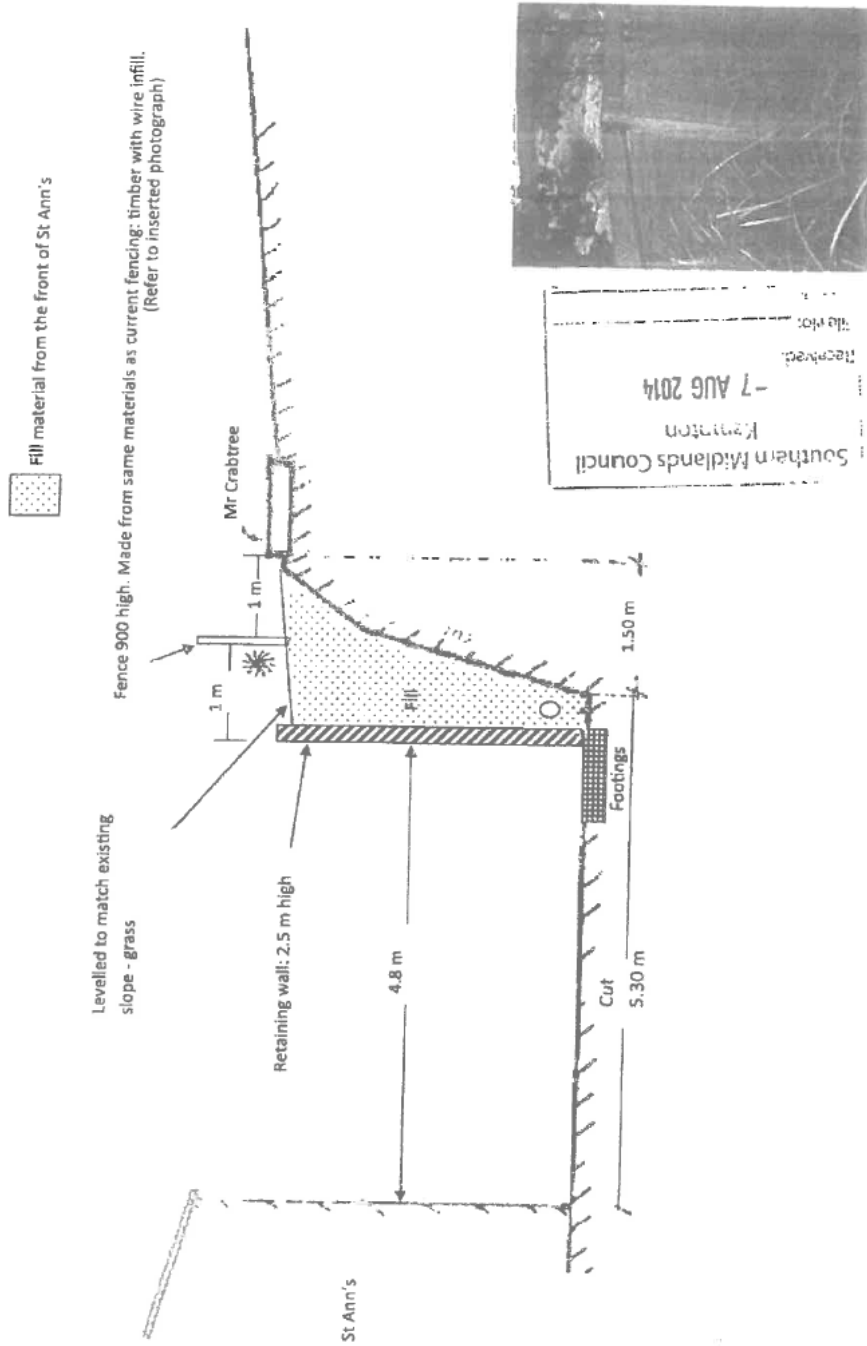 Fill material from the front of St Ann's
Fence 900 high. Made from same materials as current fencing: timber with wire infill.
(Refer to inserted photograph)
Levelled to match existing
slope - grass
1 m
1 m
Mr Crabtree
Retaining wall: 2.5 m high
Fill
cut
4.8 m
St Ann's
Footings
Cut
5.30 m
1.50 m
Southern Midlands Council
Kempton
-7 AUG 2014
Received:
File No: